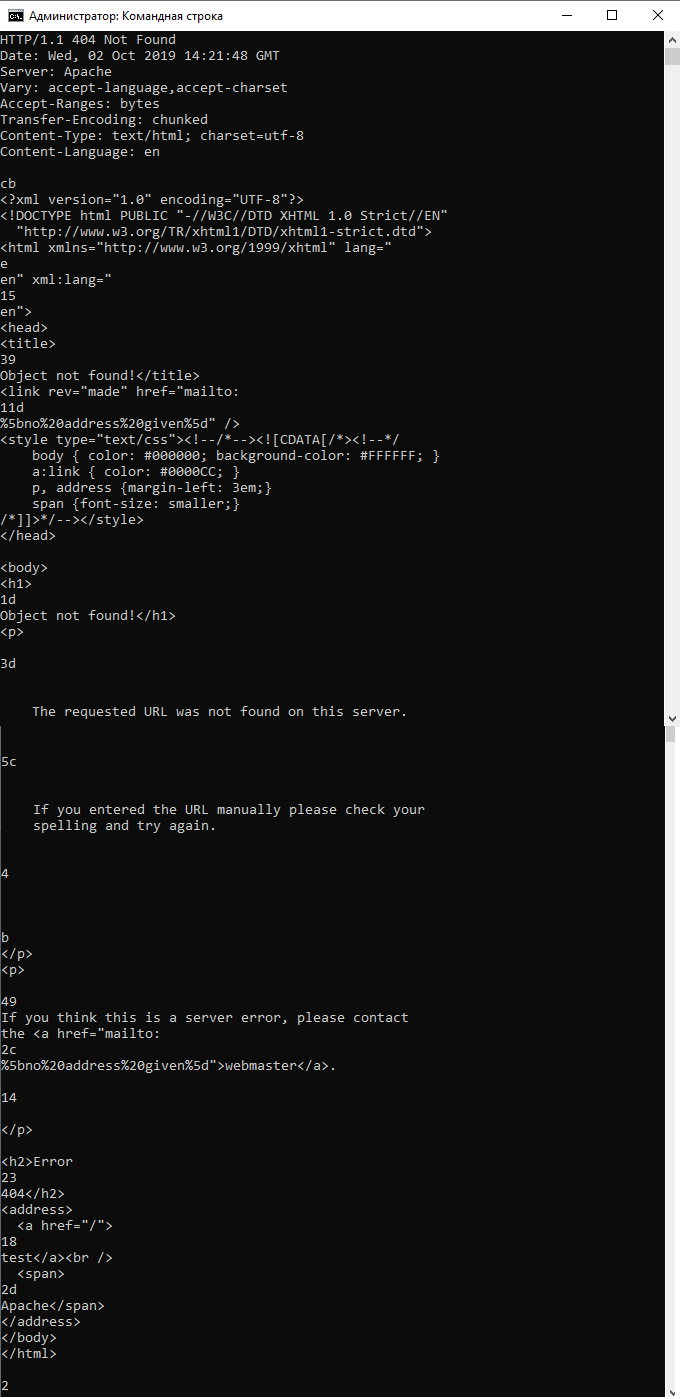 Администратор: Командная строка
HTTP/1.1 404 Not Found
Date: Wed, 02 Oct 2019 14:21:48 GMT
Server: Apache
Vary: accept-language,accept-charset
Accept-Ranges: bytes
Transfer-Encoding: chunked
Content-Type: text/html; charset=utf-8
Content-Language: en

cb
<?xml version="1.0" encoding="UTF-8"?>
<!DOCTYPE html PUBLIC "-//W3C//DTD XHTML 1.0 Strict//EN"
  "http://www.w3.org/TR/xhtml1/DTD/xhtml1-strict.dtd">
<html xmlns="http://www.w3.org/1999/xhtml" lang="
e
en" xml:lang="
15
en">
<head>
<title>
39
Object not found!</title>
<link rev="made" href="mailto:
11d
%5bno%20address%20given%5d" />
<style type="text/css"><!--/*--><![CDATA[/*><!--*/
    body { color: #000000; background-color: #FFFFFF; }
    a:link { color: #0000CC; }
    p, address {margin-left: 3em;}
    span {font-size: smaller;}
/*]]>*/--></style>
</head>

<body>
<h1>
1d
Object not found!</h1>
<p>

3d

    The requested URL was not found on this server.

5c

    If you entered the URL manually please check your
    spelling and try again.

4

b
</p>
<p>

49
If you think this is a server error, please contact
the <a href="mailto:
2c
%5bno%20address%20given%5d">webmaster</a>.

14

</p>

<h2>Error
23
404</h2>
<address>
  <a href="/">
18
test</a><br />
  <span>
2d
Apache</span>
</address>
</body>
</html>

2